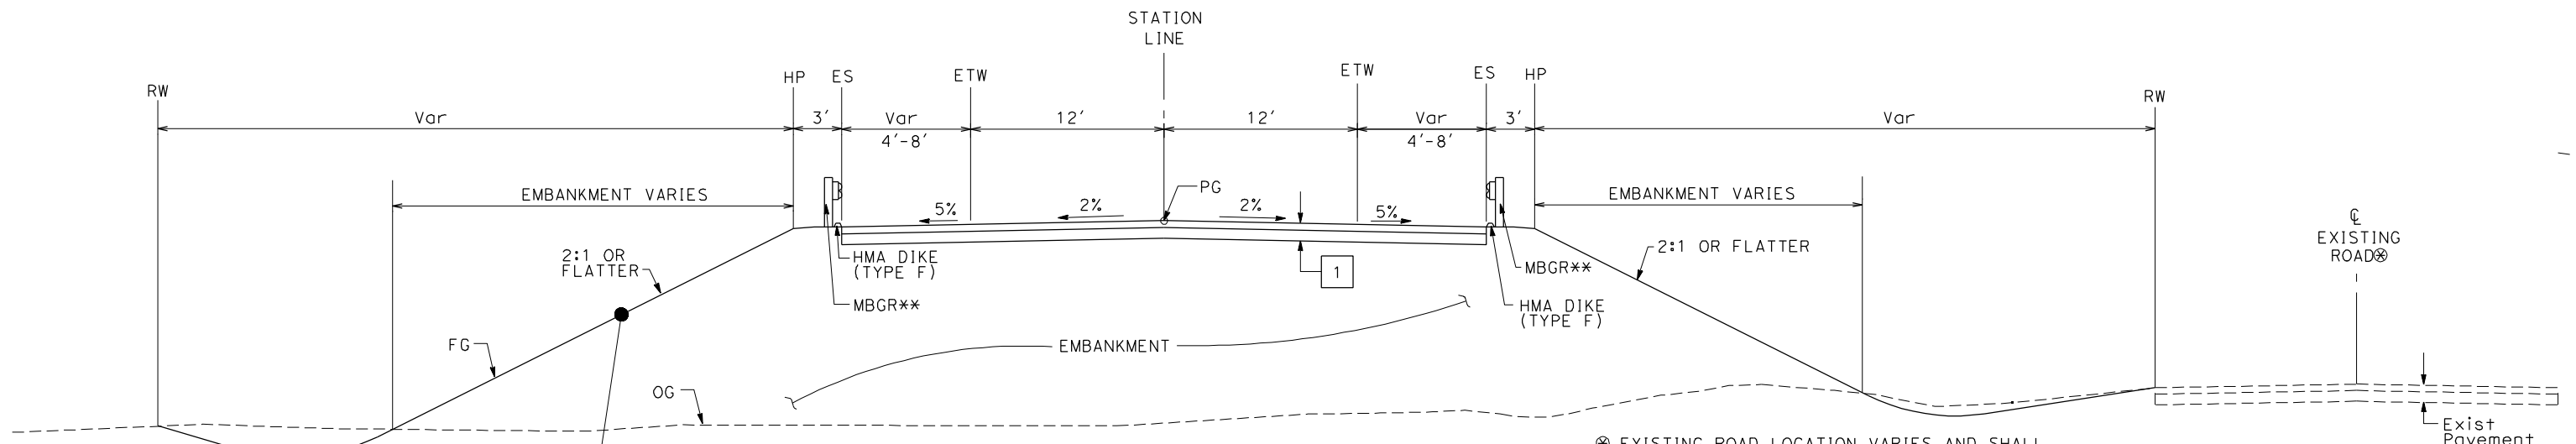 STATION
LINE
RW
HP
ES
ETW
ETW
ES
HP
RW
Var
3'
Var
4'-8'
12'
12'
Var
4'-8'
3'
Var
EMBANKMENT VARIES
EMBANKMENT VARIES
5%
2%
PG
2%
5%
2:1 OR
FLATTER
HMA DIKE
(TYPE F)
MBGR**
1
MBGR**
HMA DIKE
(TYPE F)
2:1 OR FLATTER
℄
EXISTING
ROAD⊛
FG
EMBANKMENT
OG
⊛ EXISTING ROAD LOCATION VARIES AND SHALL
Exist
Pavement